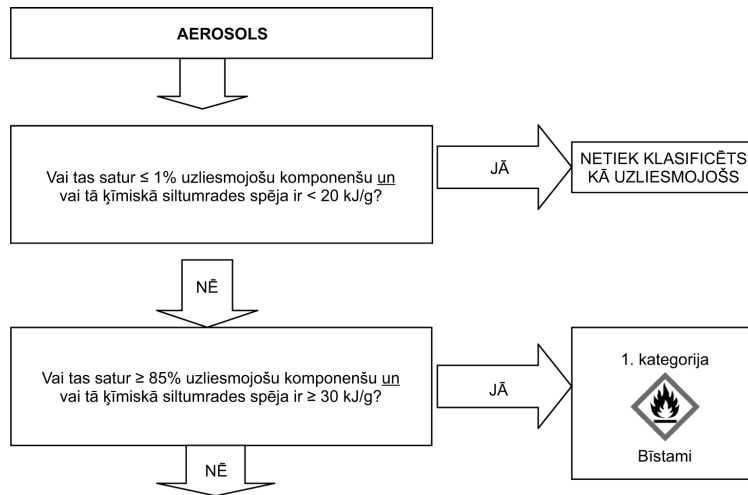 AEROSOLS
Vai tas satur ≤ 1% uzliesmojošu komponenšu un
vai tā ķīmiskā siltumrades spēja ir < 20 kJ/g?
JĀ
NETIEK KLASIFICĒTS
KĀ UZLIESMOJOŠS
NĒ
Vai tas satur ≥ 85% uzliesmojošu komponenšu un
vai tā ķīmiskā siltumrades spēja ir ≥ 30 kJ/g?
JĀ
1. kategorija
Bīstami
NĒ